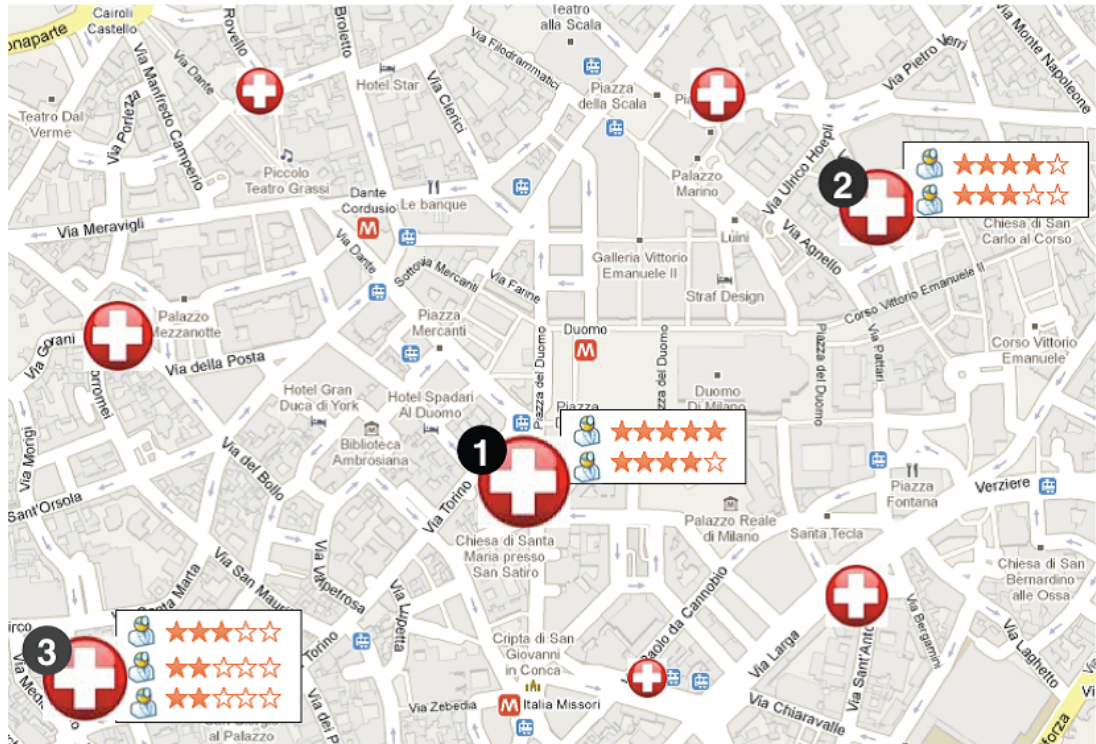 Cairoli
Castello
onaparte
Rovello
Broletto
Teatro
alla Scala
Via Filodrammatici
Via Pietro Verri
Via Monte Napoleone
Via Dante
Via Manfredo Camperio
Via Porlezza
Hotel Star
Via Clerici
Piazza
della Scala
Teatro Dal
Verme
Piccolo
Teatro Grassi
Palazzo
Marino
Via Ulrico Hoepli
2
Dante
Cordusio
Le banque
M
Via Meravigli
Via Dante
Via Mercanti
Via Farine
Luini
Via Agnello
Chiesa di San
Carlo al Corso
Galleria Vittorio
Emanuele II
Straf Design
Corso Vittorio Emanuele II
Palazzo
Mezzanotte
Piazza
Mercanti
Duomo
M
Via Gorani
Via della Posta
Piazza del Duomo
Piazza del Duomo
Via Pattari
Corso Vittorio
Emanuele
orromei
Hotel Gran
Duca di York
Hotel Spadari
Al Duomo
Duomo
Di Milano
Via Morigi
Biblioteca
Ambrosiana
1
Via del Bollo
Sant'Orsola
Via Torino
Piazza
Fontana
Verziere
Palazzo Reale
di Milano
Santa Tecla
Chiesa di Santa
Maria presso
San Satiro
Via Valpetrosa
Via San Mauri
Santa Marta
Via Lupetta
Torino
Paolo da Cannobio
Chiesa di San
Bernardino
alle Ossa
Via Bergamini
Via Laghetto
Via Larga
Via Sant'Anto
3
Cripta di San
Giovanni
in Conca
Via Zebedia
M
Italia Missori
Via Chiaravalle
al Palazzo
Via dei P
forza